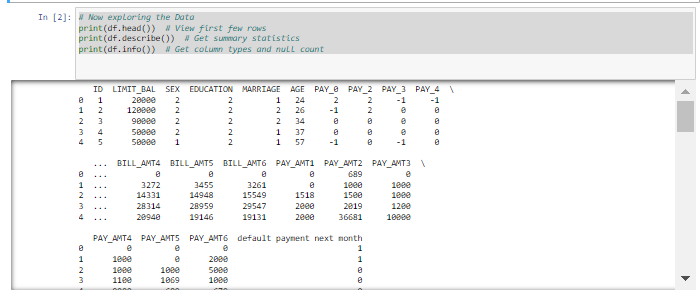 In [2]: # Now exploring the Data
print(df.head()) # View first few rows
print(df.describe()) # Get summary statistics
print(df.info()) # Get column types and null count
ID LIMIT_BAL SEX EDUCATION MARRIAGE AGE PAY_0 PAY_2 PAY_3 PAY_4 \
0 1 20000 2 2 1 24 2 2 -1 -1
1 2 120000 2 2 2 26 -1 2 0 0
2 3 90000 2 2 2 34 0 0 0 0
3 4 50000 2 2 1 37 0 0 0 0
4 5 50000 1 2 1 57 -1 0 -1 0
... BILL_AMT4 BILL_AMT5 BILL_AMT6 PAY_AMT1 PAY_AMT2 PAY_AMT3 \
0 ... 0 0 0 0 689 0
1 ... 3272 3455 3261 0 1000 1000
2 ... 14331 14948 15549 1518 1500 1000
3 ... 28314 28959 29547 2000 2019 1200
4 ... 20940 19146 19131 2000 36681 10000
PAY_AMT4 PAY_AMT5 PAY_AMT6 default payment next month
0 0 0 0 1
1 1000 0 2000 1
2 1000 1000 5000 0
3 1100 1069 1000 0